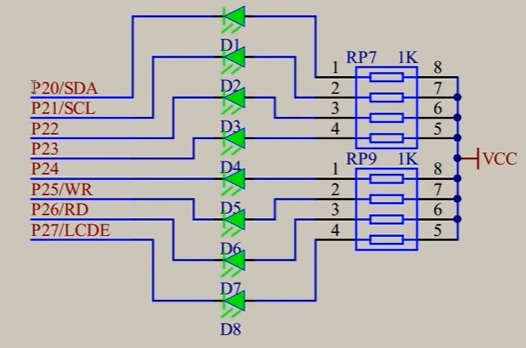 RP7 1K
D1
1 8
P20/SDA
2 7
D2
P21/SCL
3 6
P22
D3
4 5
P23
RP9 1K
VCC
P24
D4
1 8
P25/WR
2 7
D5
P26/RD
3 6
P27/LCDE
4 5
D6
D7
D8